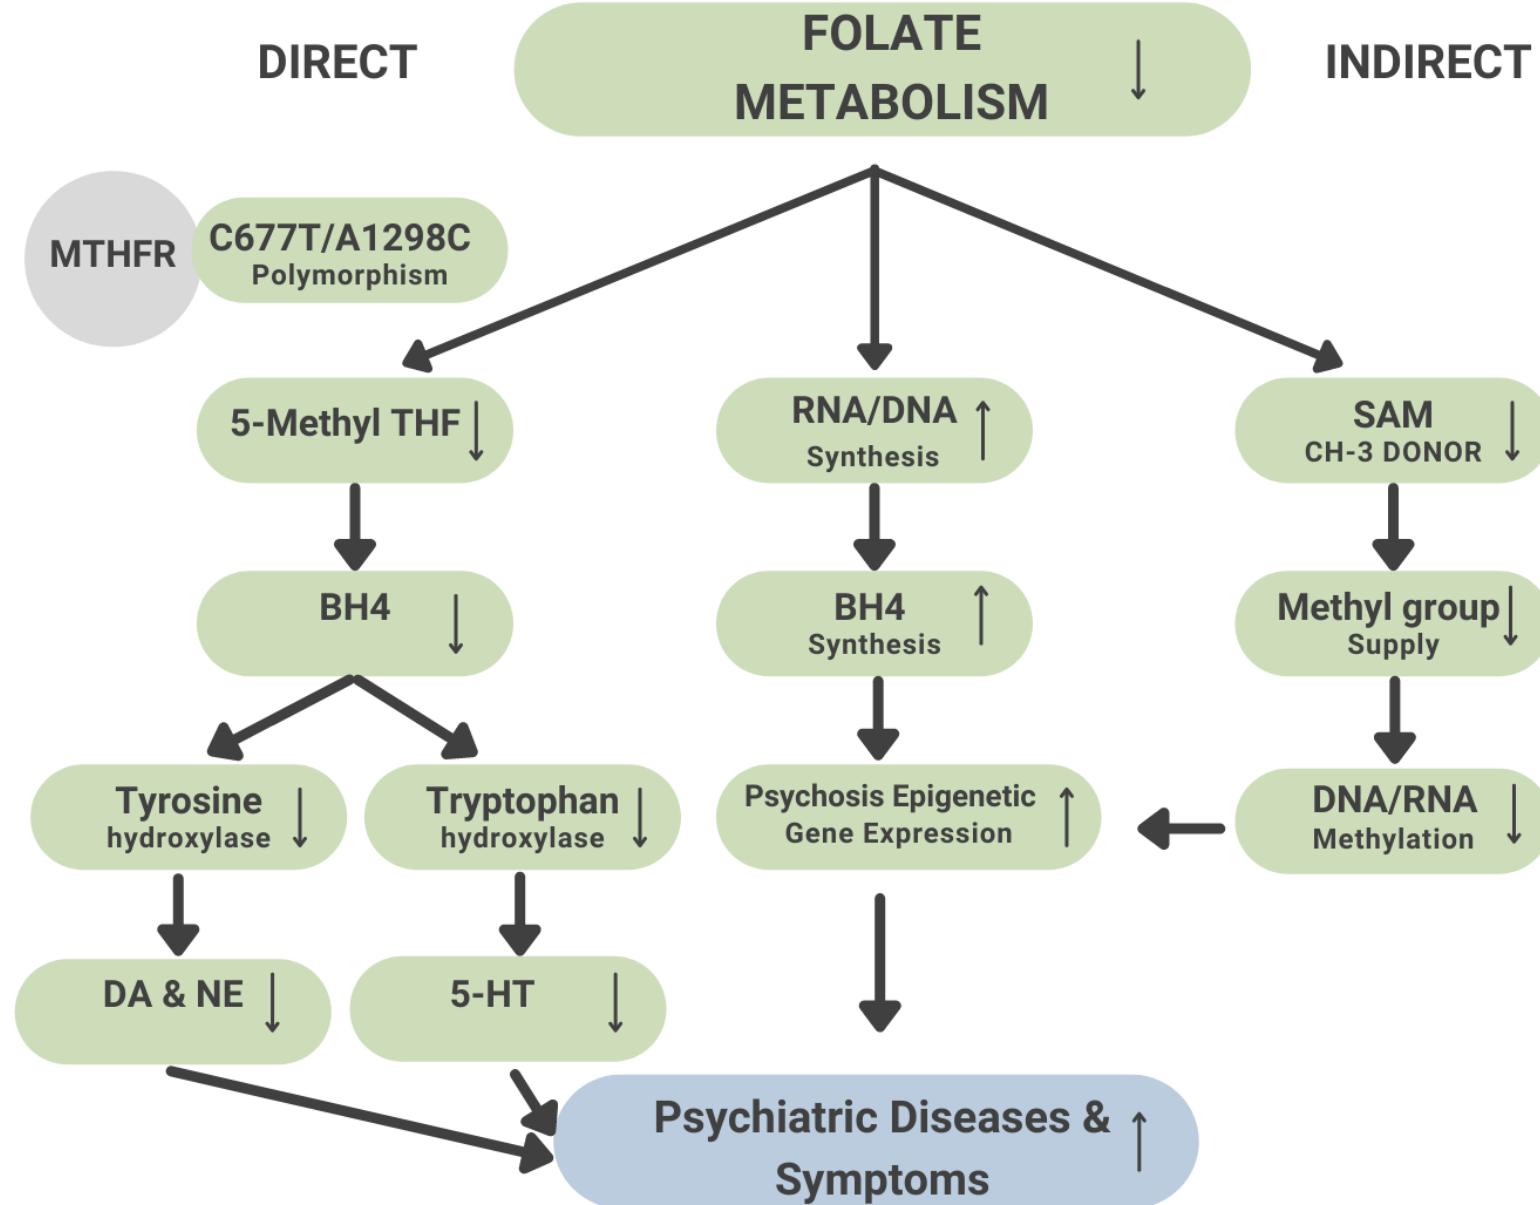 DIRECT
FOLATE
METABOLISM
INDIRECT
MTHFR
C677T/A1298C
Polymorphism
5-Methyl THF
RNA/DNA
Synthesis
SAM
CH-3 DONOR
BH4
BH4
Synthesis
Methyl group
Supply
Tyrosine
hydroxylase
Tryptophan
hydroxylase
Psychosis Epigenetic
Gene Expression
DNA/RNA
Methylation
DA & NE
5-HT
Psychiatric Diseases &
Symptoms